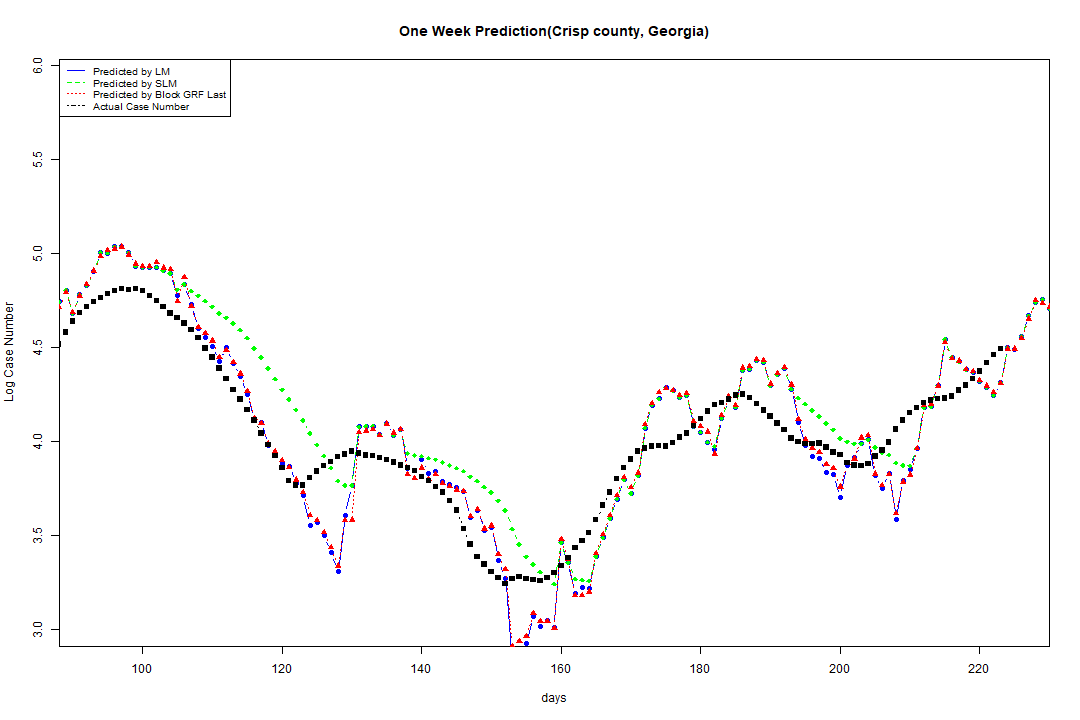 One Week Prediction(Crisp county, Georgia)
Predicted by LM
Predicted by SLM
Predicted by Block GRF Last
Actual Case Number
6.0
5.5
5.0
4.5
4.0
3.5
3.0
Log Case Number
100 120 140 160 180 200 220
days